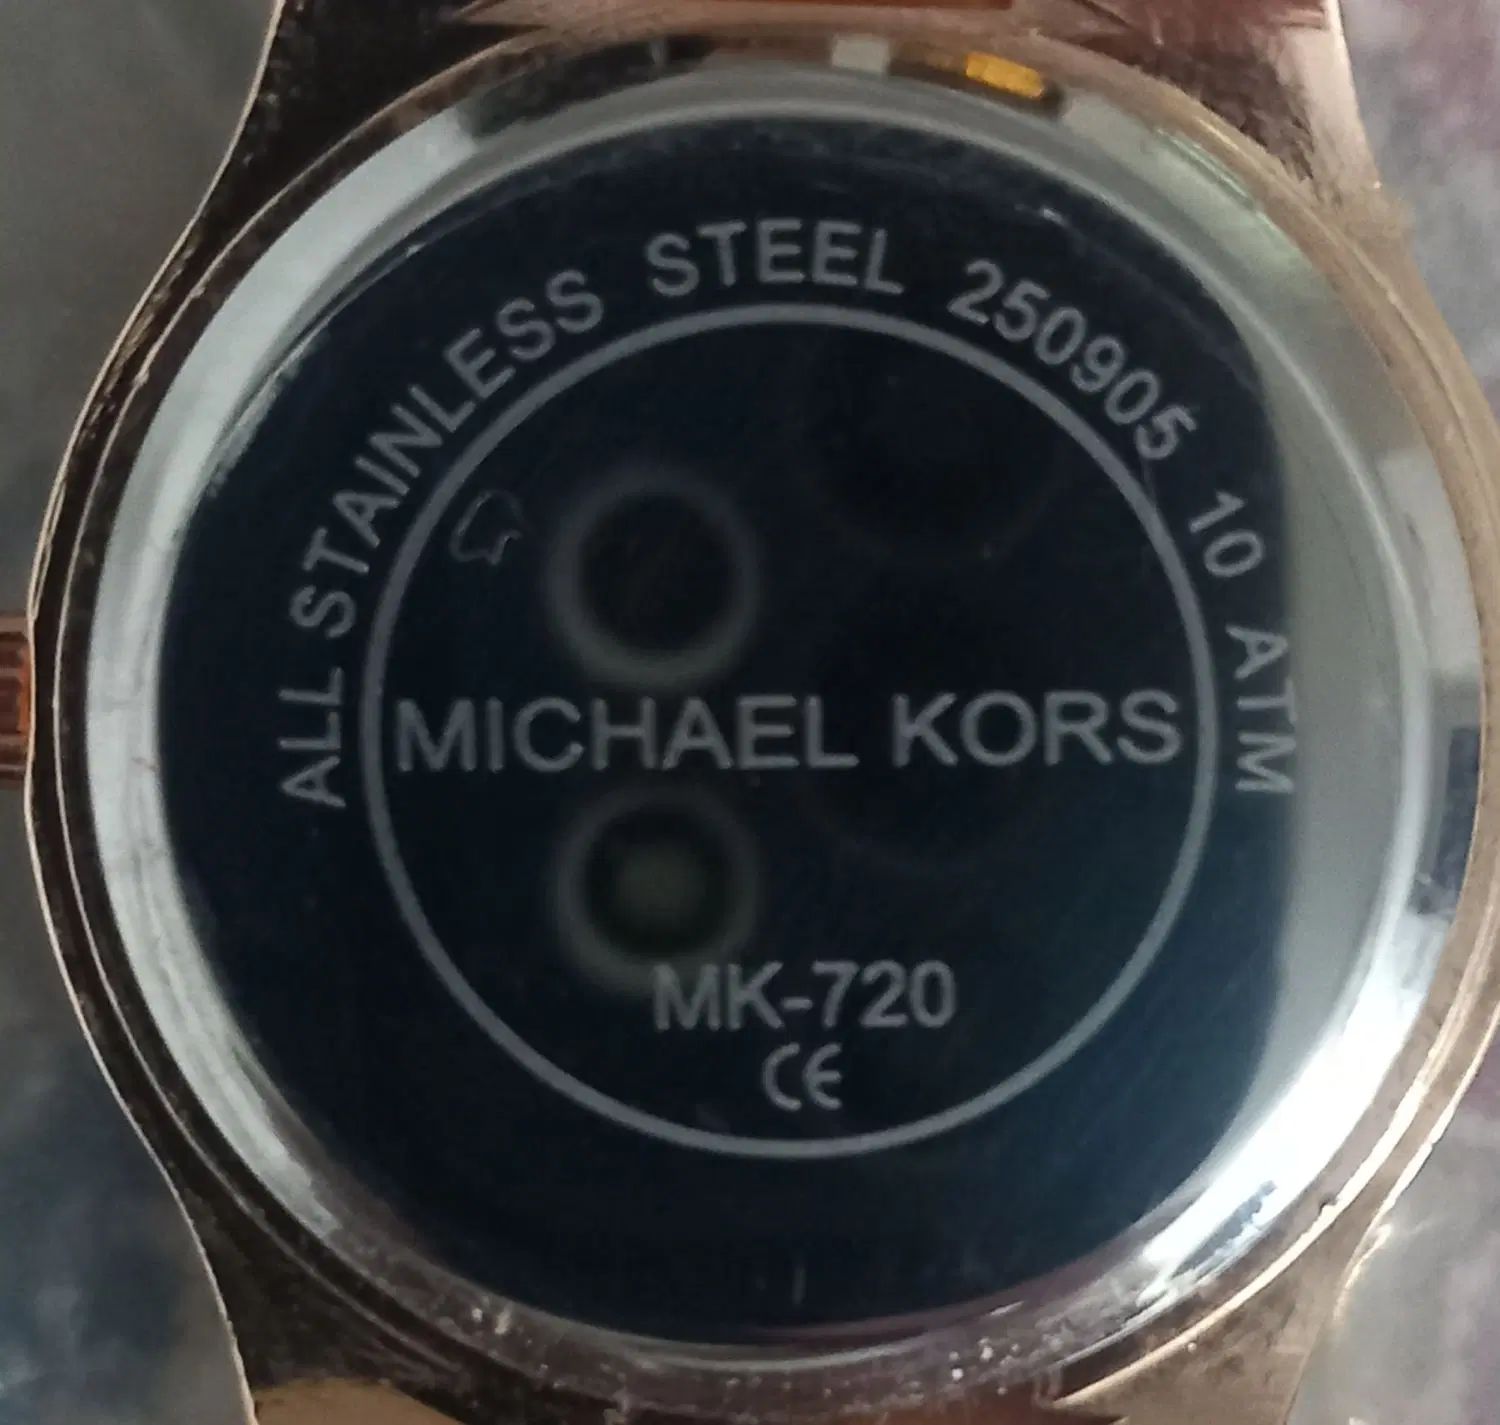 ALL STAINLESS STEEL 250905 10 ATM
MICHAEL KORS
MK-720
CE